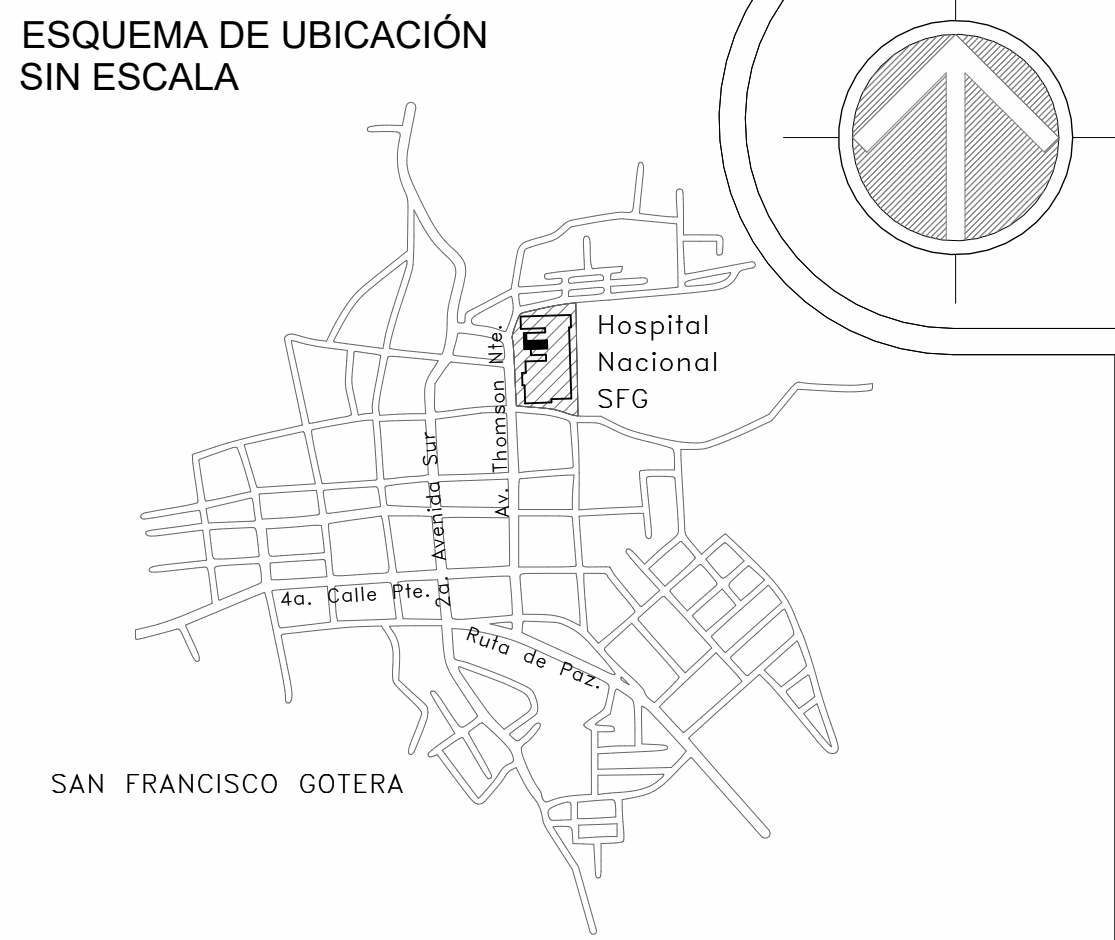 ESQUEMA DE UBICACIÓN
SIN ESCALA
Hospital
Nacional
SFG
Av. Thomson Nte.
2a. Avenida Sur
4a. Calle Pte.
Ruta de Paz.
SAN FRANCISCO GOTERA